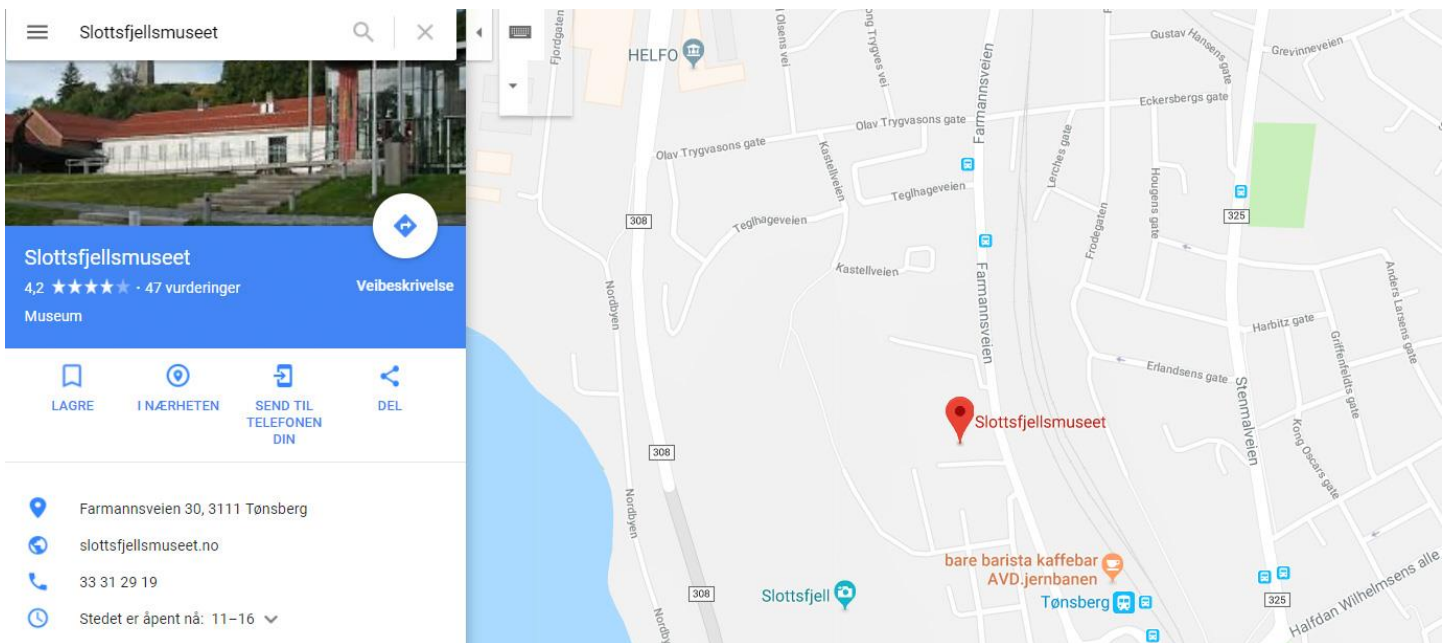 Slottsfjellsmuseet
Slottsfjellsmuseet
4,2 ★★★★★ · 47 vurderinger
Veibeskrivelse
Museum
LAGRE
I NÆRHETEN
SEND TIL
TELEFONEN
DIN
DEL
Farmannsveien 30, 3111 Tønsberg
slottsfjellsmuseet.no
33 31 29 19
Stedet er åpent nå: 11–16
Fjordgaten
HELFO
Olav Trygvasons gate
Olav Trygvasons gate
Farmannsveien
Gustav Hansens gate
Grevinneveien
Eckersbergs gate
Kastellveien
Teglhageveien
Teglhageveien
Lerches gate
Hougens gate
308
325
Kastellveien
Frodegaten
Farmannsveien
Nordbyen
Anders Larsens gate
Harbitz gate
Griffenfeldts gate
Erlandsens gate
Stenmalveien
Slottsfjellsmuseet
Kong Oscars gate
308
Nordbyen
bare barista kaffebar
AVD.jernbanen
Slottsfjell
Tønsberg
308
325
Halfdan Wilhelmsens alle